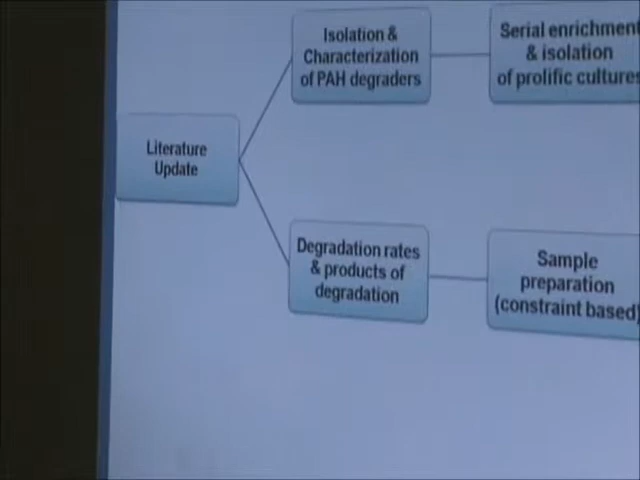 Isolation &
Characterization
of PAH degraders
Serial enrichment
& isolation
of prolific cultures
Literature
Update
Degradation rates
& products of
degradation
Sample
preparation
(constraint based)